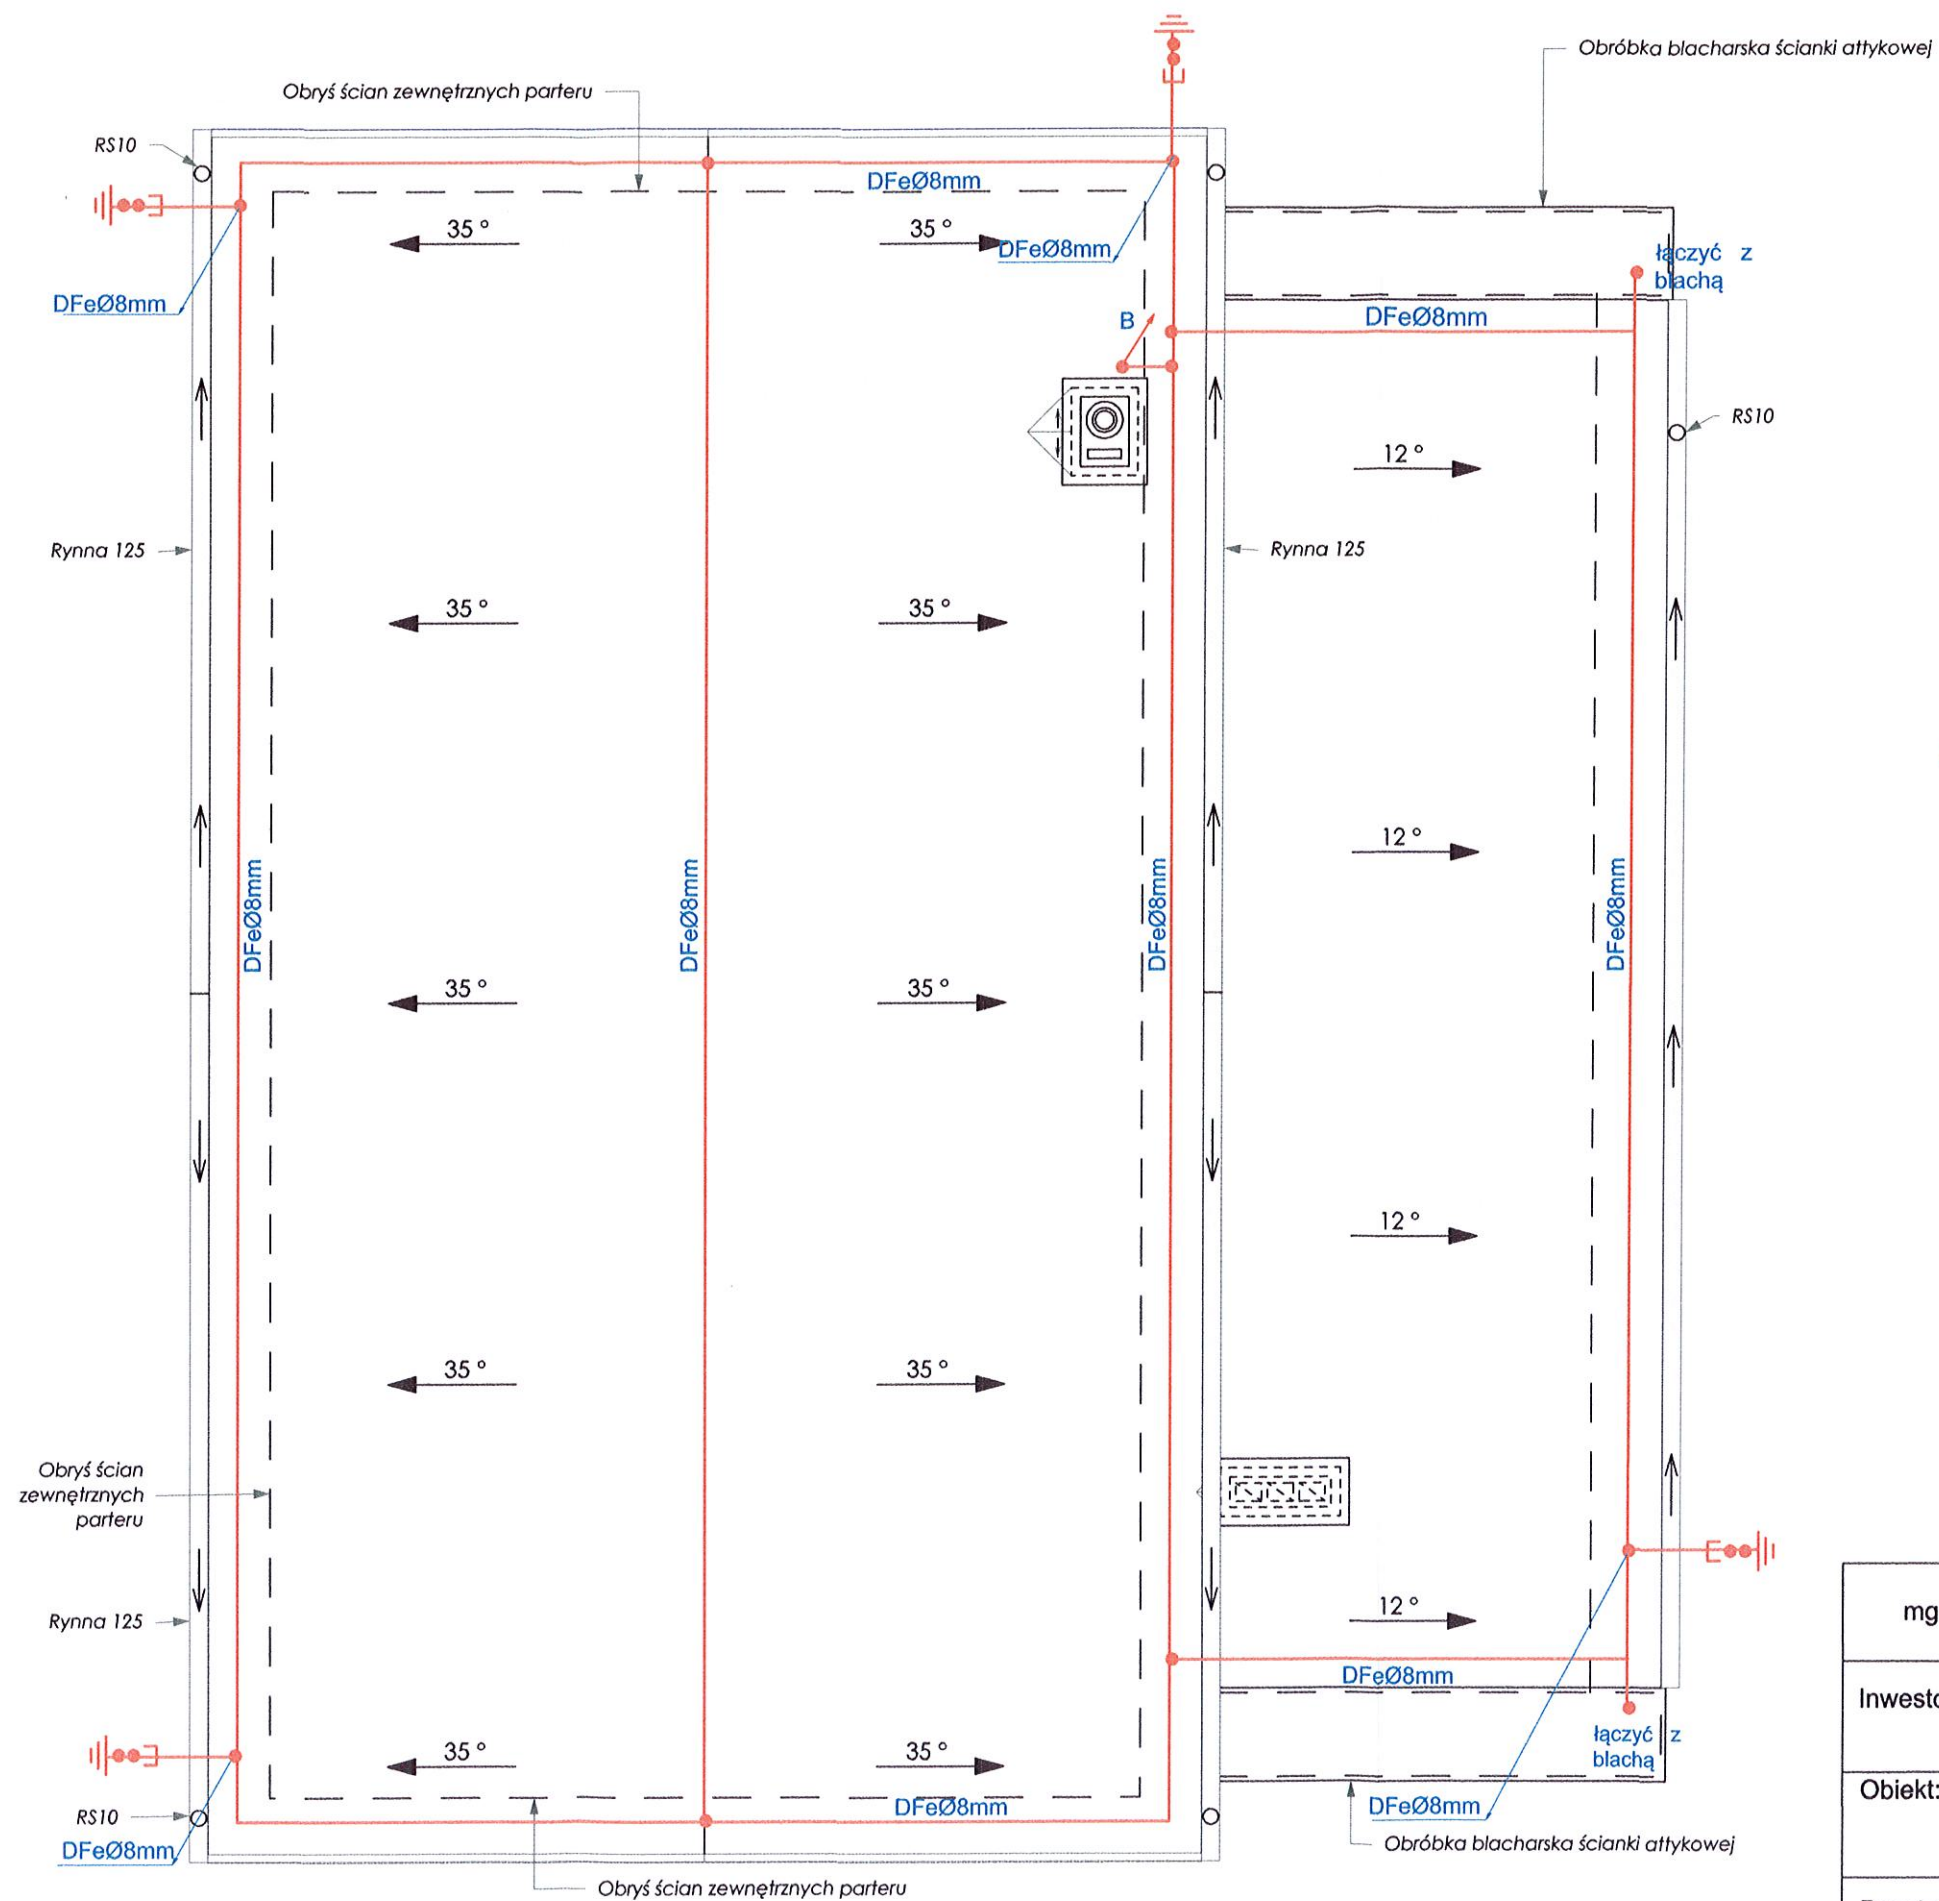 Obróbka blacharska ścianki attykowej
Obryś ścian zewnętrznych parteru
RS10
DFeØ8mm
35 °
35 °
DFeØ8mm
DFeØ8mm
łączyć z
blachą
B
DFeØ8mm
RS10
12 °
Rynna 125
Rynna 125
35 °
35 °
12 °
DFeØ8mm
DFeØ8mm
DFeØ8mm
DFeØ8mm
35 °
35 °
12 °
35 °
35 °
Obryś ścian
zewnętrznych
parteru
12 °
Rynna 125
mg
DFeØ8mm
Inwesto
łączyć z
blachą
35 °
35 °
Obiekt:
RS10
DFeØ8mm
DFeØ8mm
DFeØ8mm
Obróbka blacharska ścianki attykowej
Obryś ścian zewnętrznych parteru